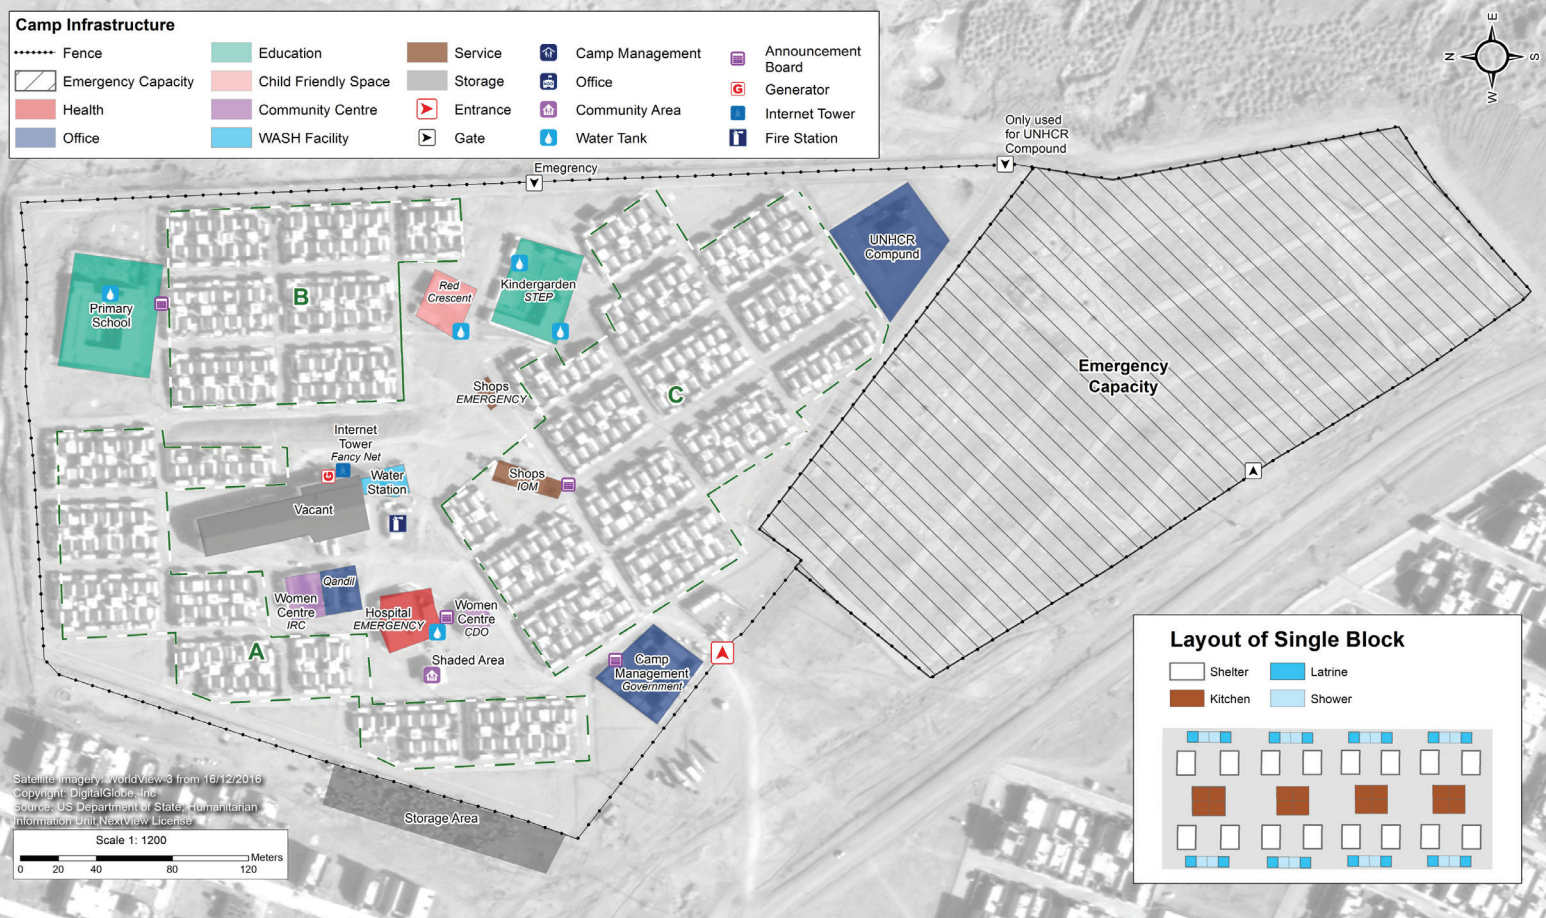 Camp Infrastructure
Fence
Emergency Capacity
Health
Office
Education
Child Friendly Space
Community Centre
WASH Facility
Service
Storage
Entrance
Gate
Camp Management
Office
Community Area
Water Tank
Announcement
Board
G
Generator
Internet Tower
Fire Station
E
N
S
W
Only used
for UNHCR
Compound
Emegrency
UNHCR
Compund
Primary
School
B
Red
Crescent
Kindergarden
STEP
Emergency
Capacity
C
Shops
EMERGENCY
Internet
Tower
Fancy Net
G
Water
Station
Shops
IOM
Vacant
Qandil
Women
Centre
IRC
Hospital
EMERGENCY
Women
Centre
CDO
A
Shaded Area
Camp
Management
Government
Storage Area
Satellite Imagery: WorldView-3 from 16/12/2016
Copyright: DigitalGlobe, Inc
Source: US Department of State, Humanitarian
Information Unit,NextView License
Scale 1: 1200
Meters
0 20 40 80 120
Layout of Single Block
Shelter
Latrine
Kitchen
Shower